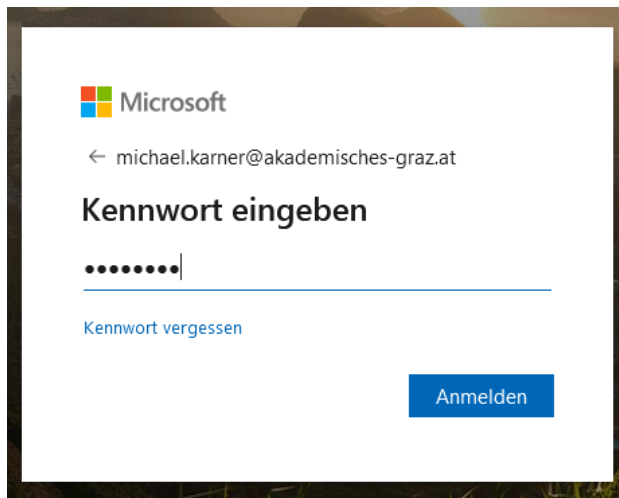 Microsoft
← michael.karner@akademisches-graz.at
Kennwort eingeben
••••••••
Kennwort vergessen
Anmelden